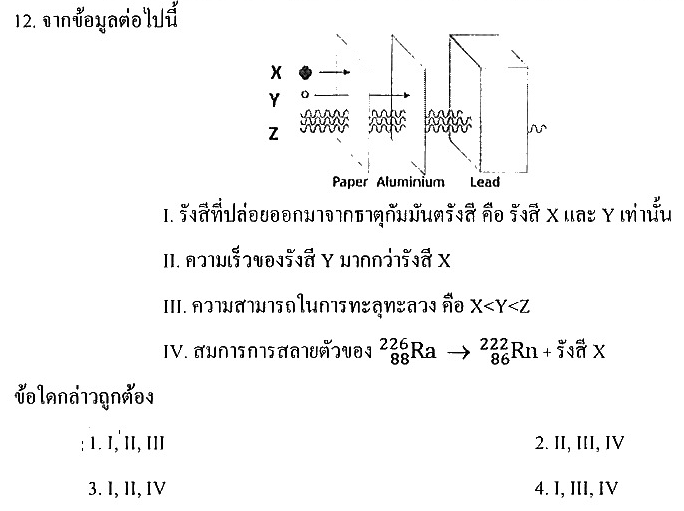 12. จากข้อมูลต่อไปนี้
X
Y
Z
Paper Aluminium Lead
I. รังสีที่ปล่อยออกมาจากธาตุกัมมันตรังสี คือ รังสี X และ Y เท่านั้น
II. ความเร็วของรังสี Y มากกว่ารังสี X
III. ความสามารถในการทะลุทะลวง คือ X<Y<Z
IV. สมการการสลายตัวของ ²²⁶₈₈Ra → ²²²₈₆Rn + รังสี X
ข้อใดกล่าวถูกต้อง
1. I, II, III 2. II, III, IV
3. I, II, IV 4. I, III, IV